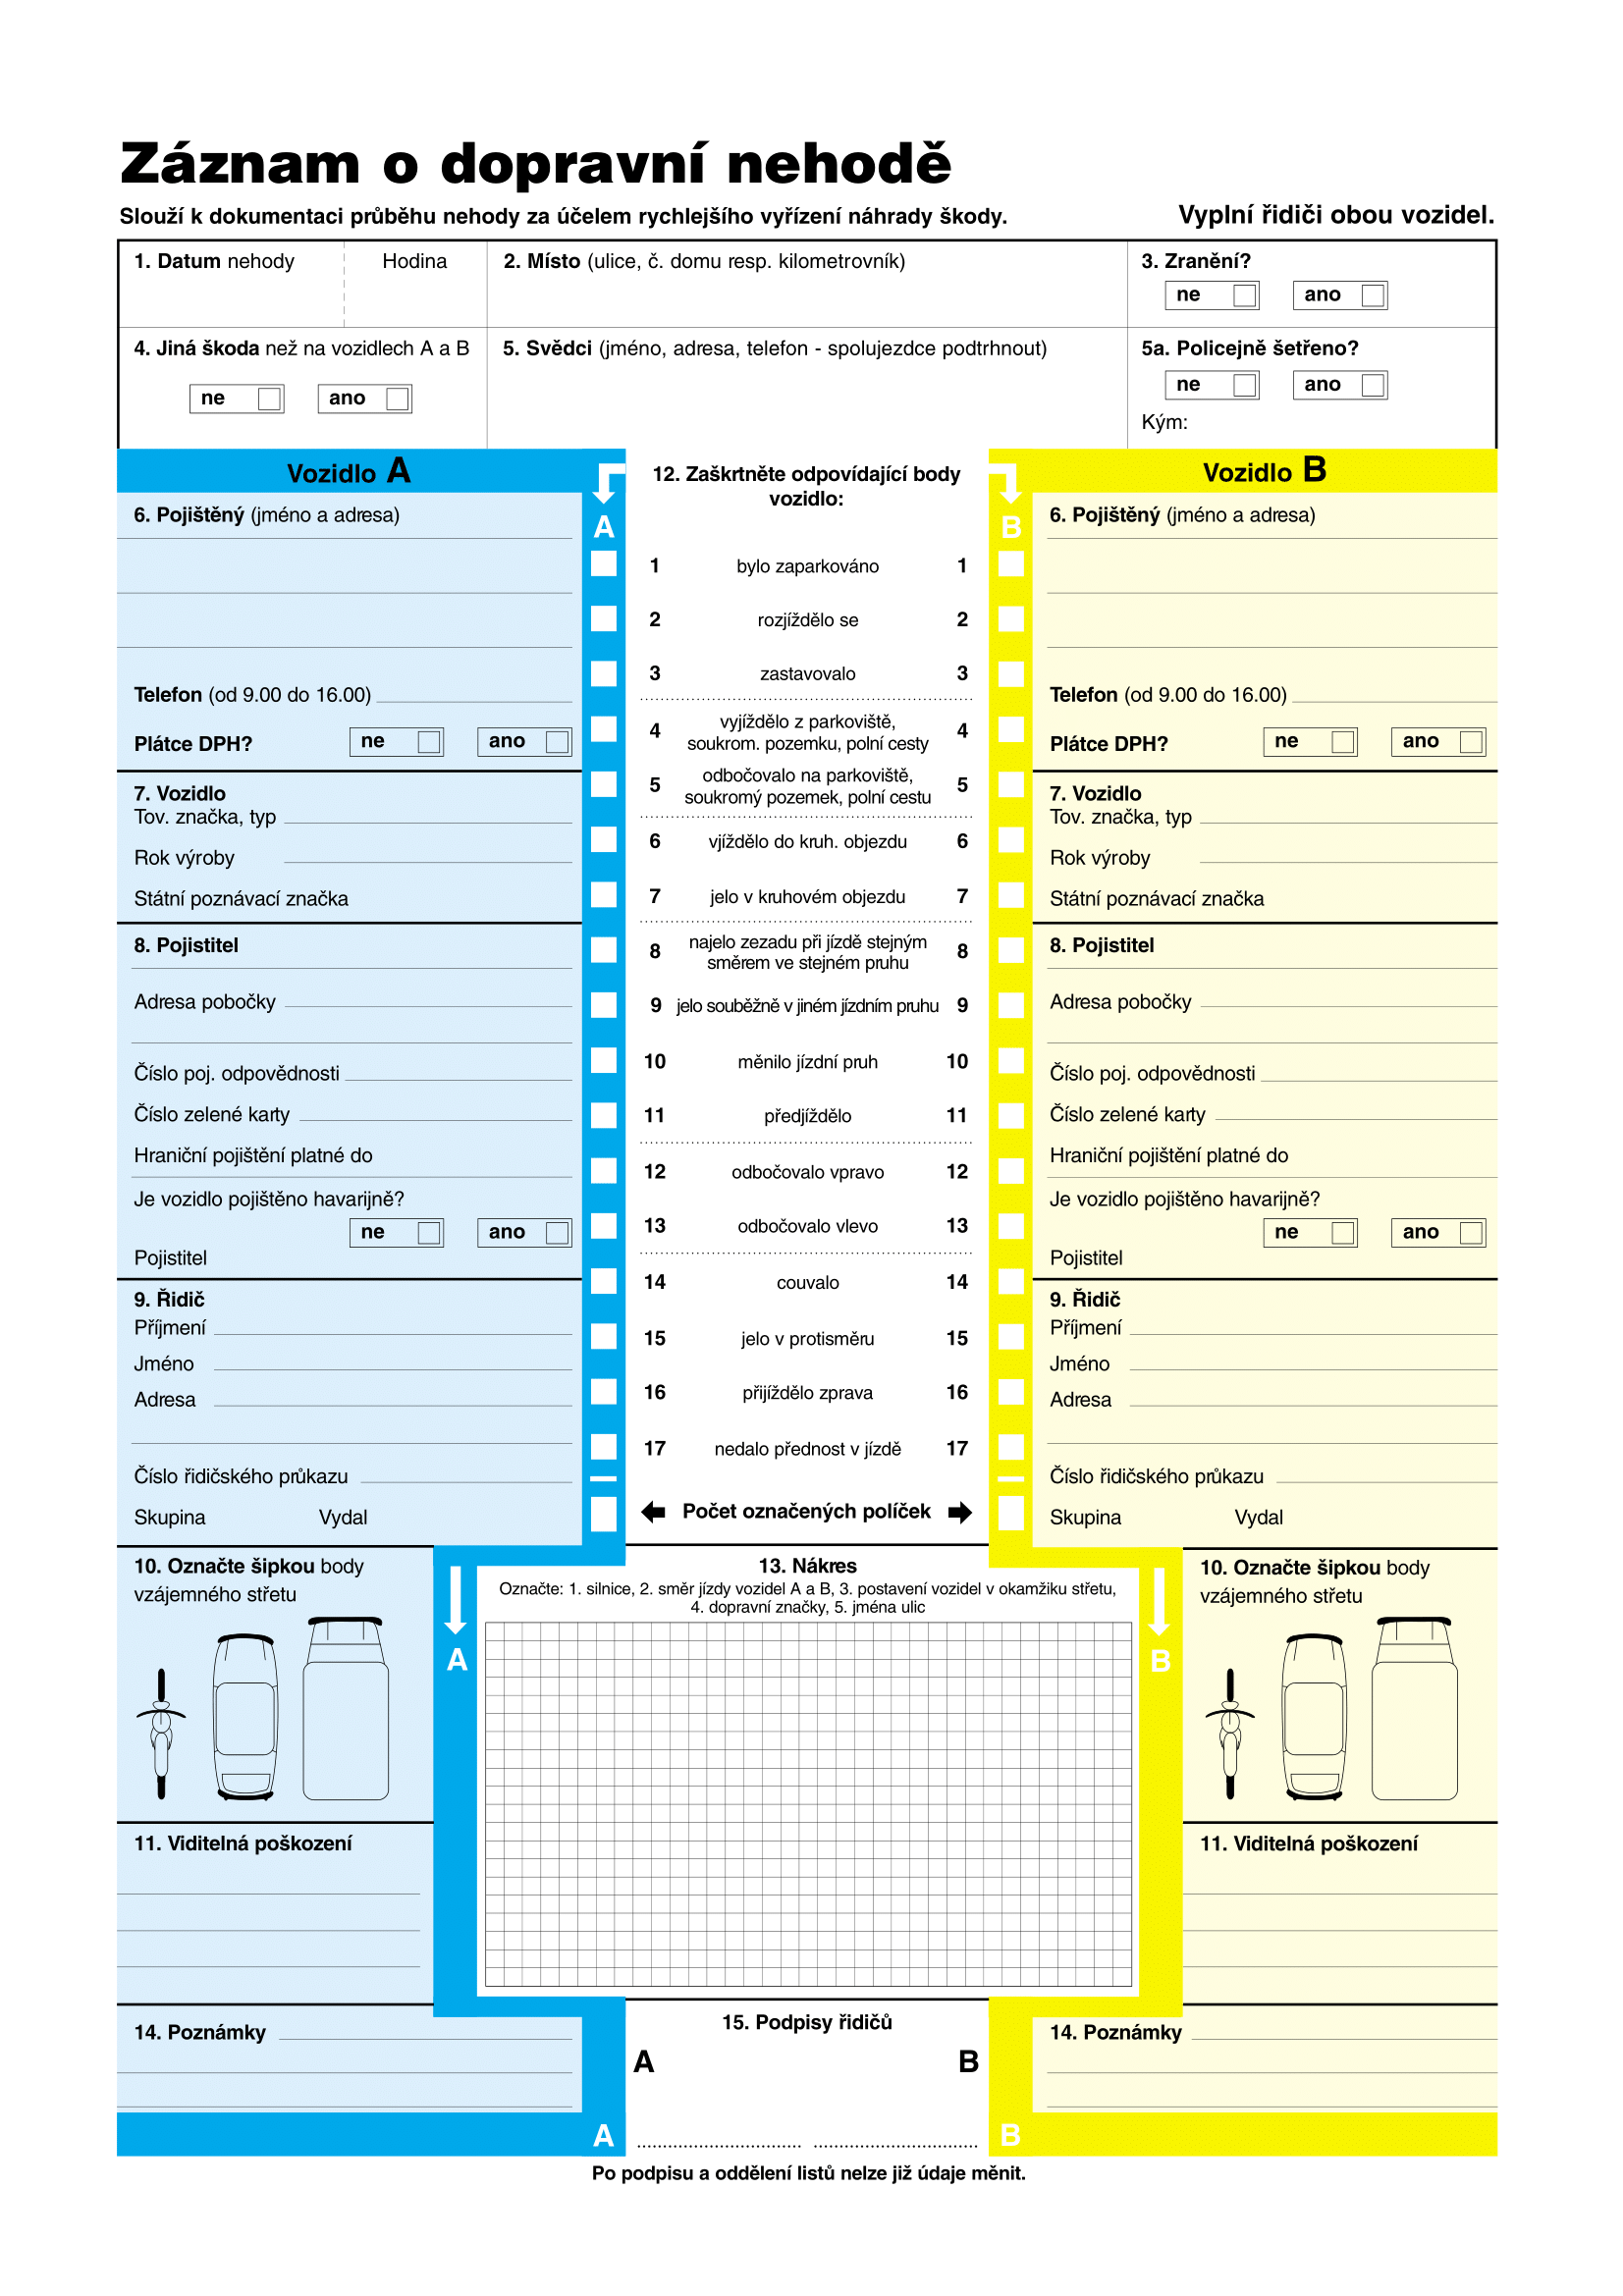 Záznam o dopravní nehodě
Slouží k dokumentaci průběhu nehody za účelem rychlejšího vyřízení náhrady škody.
Vyplní řidiči obou vozidel.
1. Datum nehody
Hodina
2. Místo (ulice, č. domu resp. kilometrovník)
3. Zranění?
ne ano
4. Jiná škoda než na vozidlech A a B
ne ano
5. Svědci (jméno, adresa, telefon - spolujezdce podtrhnout)
5a. Policejně šetřeno?
ne ano
Kým:
Vozidlo A
6. Pojištěný (jméno a adresa)
Telefon (od 9.00 do 16.00)
Plátce DPH? ne ano
7. Vozidlo
Tov. značka, typ
Rok výroby
Státní poznávací značka
8. Pojistitel
Adresa pobočky
Číslo poj. odpovědnosti
Číslo zelené karty
Hraniční pojištění platné do
Je vozidlo pojištěno havarijně?
ne ano
Pojistitel
9. Řidič
Příjmení
Jméno
Adresa
Číslo řidičského průkazu
Skupina Vydal
10. Označte šipkou body
vzájemného střetu
11. Viditelná poškození
14. Poznámky
A
12. Zaškrtněte odpovídající body
vozidlo:
B
1 bylo zaparkováno 1
2 rozjíždělo se 2
3 zastavovalo 3
4 vyjíždělo z parkoviště, 4
soukrom. pozemku, polní cesty
5 odbočovalo na parkoviště, 5
soukromý pozemek, polní cestu
6 vjíždělo do kruh. objezdu 6
7 jelo v kruhovém objezdu 7
8 najelo zezadu při jízdě stejným 8
směrem ve stejném pruhu
9 jelo souběžně v jiném jízdním pruhu 9
10 měnilo jízdní pruh 10
11 předjíždělo 11
12 odbočovalo vpravo 12
13 odbočovalo vlevo 13
14 couvalo 14
15 jelo v protisměru 15
16 přijíždělo zprava 16
17 nedalo přednost v jízdě 17
Počet označených políček
13. Nákres
Označte: 1. silnice, 2. směr jízdy vozidel A a B, 3. postavení vozidel v okamžiku střetu,
4. dopravní značky, 5. jména ulic
A
B
15. Podpisy řidičů
A B
A
B
Vozidlo B
6. Pojištěný (jméno a adresa)
Telefon (od 9.00 do 16.00)
Plátce DPH? ne ano
7. Vozidlo
Tov. značka, typ
Rok výroby
Státní poznávací značka
8. Pojistitel
Adresa pobočky
Číslo poj. odpovědnosti
Číslo zelené karty
Hraniční pojištění platné do
Je vozidlo pojištěno havarijně?
ne ano
Pojistitel
9. Řidič
Příjmení
Jméno
Adresa
Číslo řidičského průkazu
Skupina Vydal
10. Označte šipkou body
vzájemného střetu
11. Viditelná poškození
14. Poznámky
Po podpisu a oddělení listů nelze již údaje měnit.